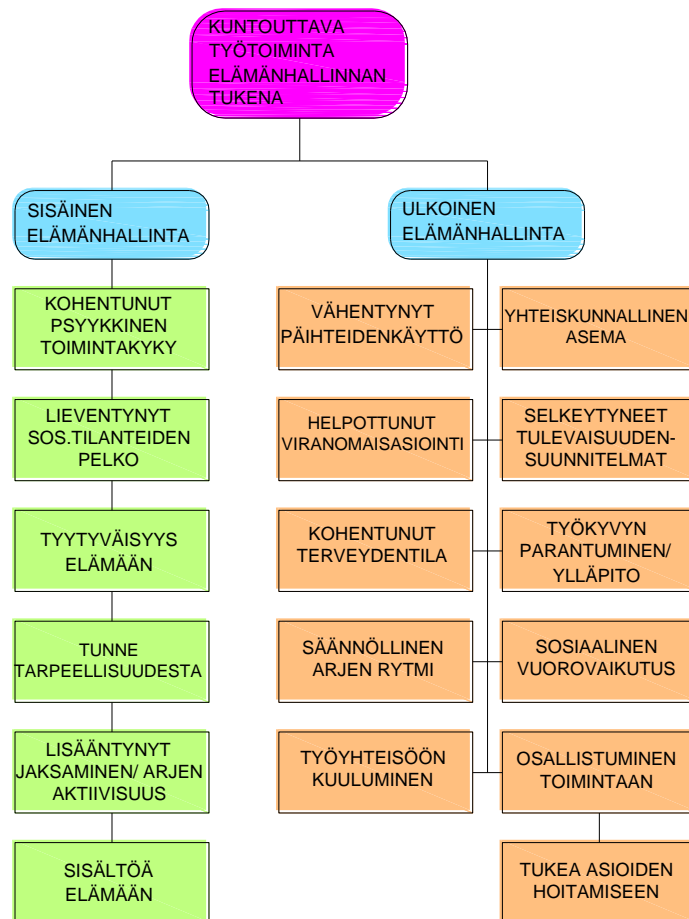 KUNTOUTTAVA
TYÖTOIMINTA
ELÄMÄNHALLINNAN
TUKENA
SISÄINEN
ELÄMÄNHALLINTA
ULKOINEN
ELÄMÄNHALLINTA
KOHENTUNUT
PSYYKKINEN
TOIMINTAKYKY
LIEVENTYNYT
SOS.TILANTEIDEN
PELKO
TYYTYVÄISYYS
ELÄMÄÄN
TUNNE
TARPEELLISUUDESTA
LISÄÄNTYNYT
JAKSAMINEN/ ARJEN
AKTIIVISUUS
SISÄLTÖÄ
ELÄMÄÄN
VÄHENTYNYT
PÄIHTEIDENKÄYTTÖ
YHTEISKUNNALLINEN
ASEMA
HELPOTTUNUT
VIRANOMAISASIOINTI
SELKEYTYNEET
TULEVAISUUDEN-
SUUNNITELMAT
KOHENTUNUT
TERVEYDENTILA
TYÖKYVYN
PARANTUMINEN/
YLLÄPITO
SÄÄNNÖLLINEN
ARJEN RYTMI
SOSIAALINEN
VUOROVAIKUTUS
TYÖYHTEISÖÖN
KUULUMINEN
OSALLISTUMINEN
TOIMINTAAN
TUKEA ASIOIDEN
HOITAMISEEN